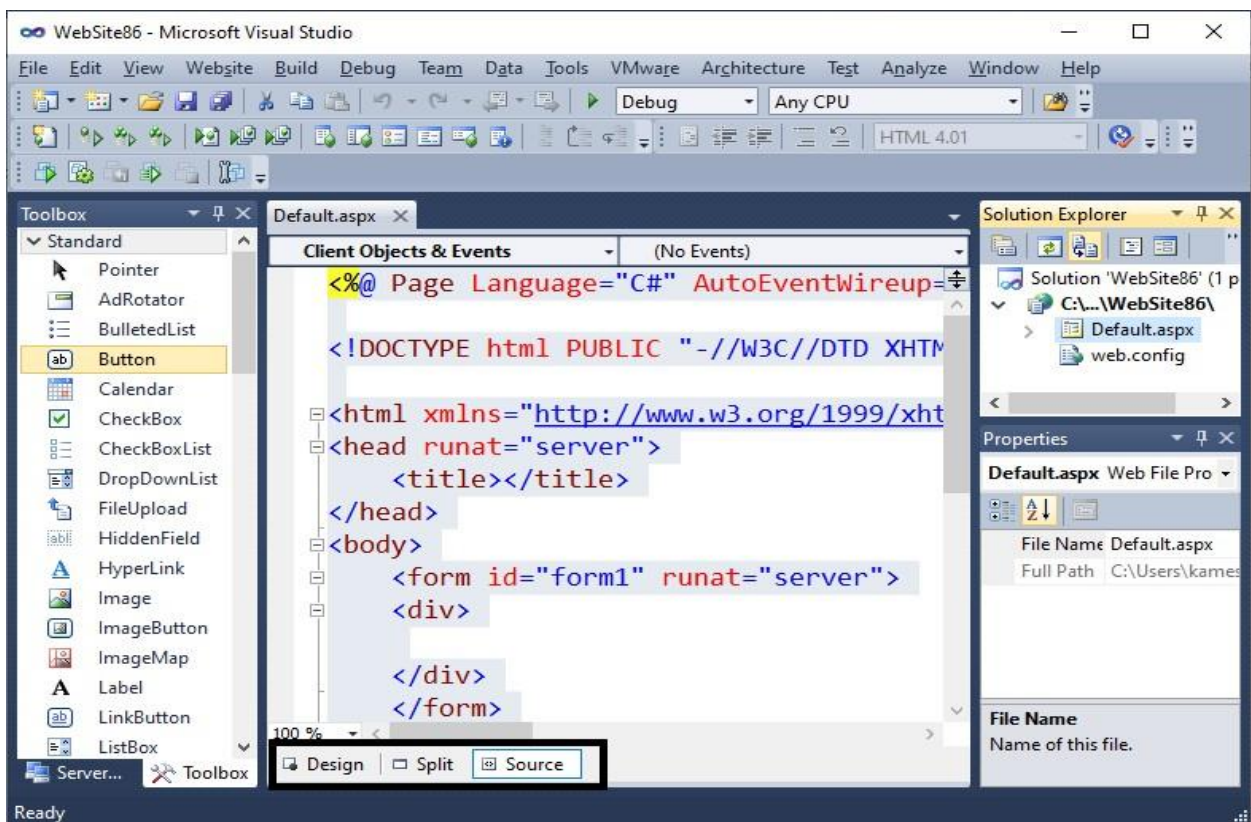 WebSite86 - Microsoft Visual Studio
File Edit View Website Build Debug Team Data Tools VMware Architecture Test Analyze Window Help
Debug Any CPU
HTML 4.01
Toolbox
Standard
Pointer
AdRotator
BulletedList
Button
Calendar
CheckBox
CheckBoxList
DropDownList
FileUpload
HiddenField
HyperLink
Image
ImageButton
ImageMap
Label
LinkButton
ListBox
Server... Toolbox
Default.aspx
Client Objects & Events (No Events)
<%@ Page Language="C#" AutoEventWireup=
<!DOCTYPE html PUBLIC "-//W3C//DTD XHTM
<html xmlns="http://www.w3.org/1999/xht
<head runat="server">
<title></title>
</head>
<body>
<form id="form1" runat="server">
<div>
</div>
</form>
100 %
Design Split Source
Solution Explorer
Solution 'WebSite86' (1 p
C:\...\WebSite86\
Default.aspx
web.config
Properties
Default.aspx Web File Pro
File Name Default.aspx
Full Path C:\Users\kames
File Name
Name of this file.
Ready